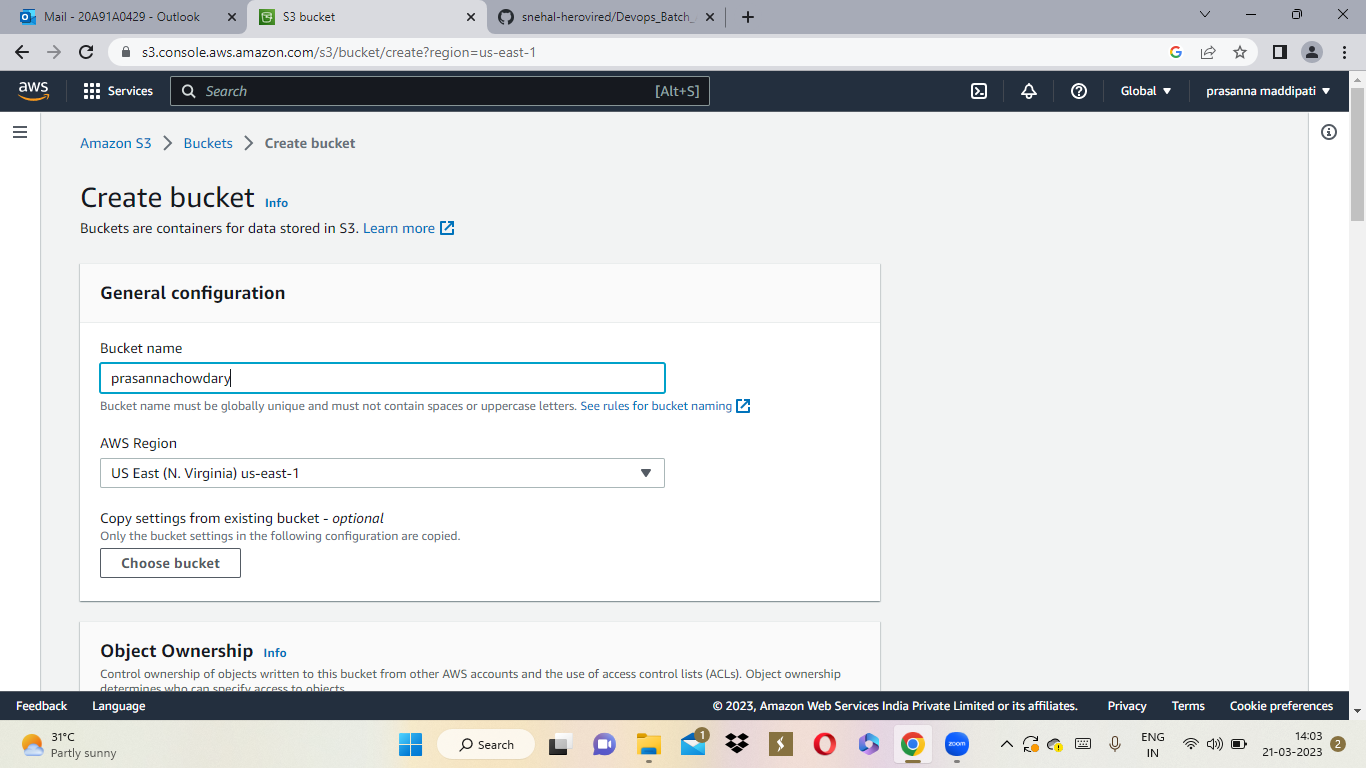 Mail - 20A91A0429 - Outlook
S3 bucket
snehal-herovired/Devops_Batch_
s3.console.aws.amazon.com/s3/bucket/create?region=us-east-1
aws
Services
Search
[Alt+S]
Global
prasanna maddipati
Amazon S3
Buckets
Create bucket
Create bucket Info
Buckets are containers for data stored in S3. Learn more
General configuration
Bucket name
prasannachowdary
Bucket name must be globally unique and must not contain spaces or uppercase letters. See rules for bucket naming
AWS Region
US East (N. Virginia) us-east-1
Copy settings from existing bucket - optional
Only the bucket settings in the following configuration are copied.
Choose bucket
Object Ownership Info
Control ownership of objects written to this bucket from other AWS accounts and the use of access control lists (ACLs). Object ownership
determines who can specify access to objects.
Feedback
Language
© 2023, Amazon Web Services India Private Limited or its affiliates.
Privacy
Terms
Cookie preferences
31°C
Partly sunny
Search
1
S
zoom
ENG
IN
14:03
21-03-2023
2